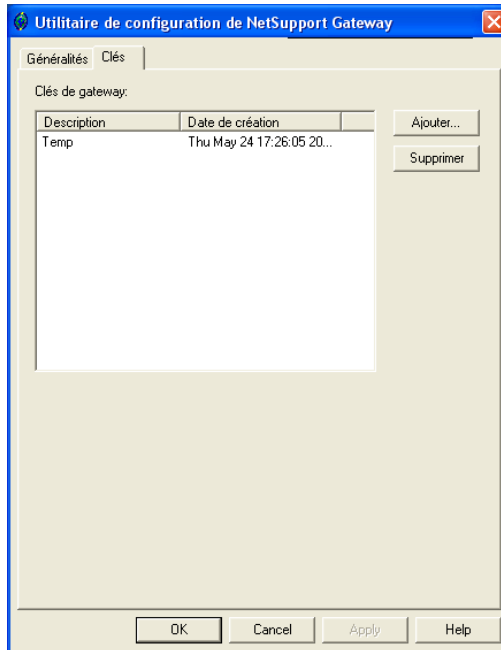 Utilitaire de configuration de NetSupport Gateway
Généralités Clés
Clés de gateway:
Description Date de création
Ajouter...
Temp Thu May 24 17:26:05 20...
Supprimer
OK Cancel Apply Help